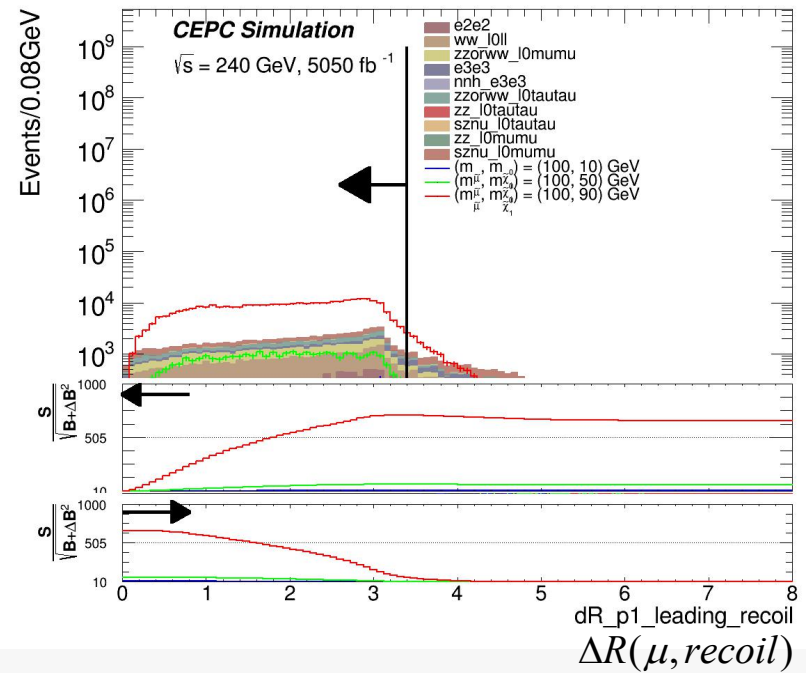 CEPC Simulation
√s = 240 GeV, 5050 fb⁻¹
Events/0.08GeV
10⁹
10⁸
10⁷
10⁶
10⁵
10⁴
10³
e2e2
ww_l0ll
zzorww_l0mumu
e3e3
nnh_e3e3
zzorww_l0tautau
zz_l0tautau
sznu_l0tautau
zz_l0mumu
sznu_l0mumu
(m , m ) = (100, 10) GeV
(m , m ) = (100, 50) GeV
(m , m ) = (100, 90) GeV
S/√B+ΔB²
1000
505
10
S/√B+ΔB²
1000
505
10
0 1 2 3 4 5 6 7 8
dR_p1_leading_recoil
ΔR(μ,recoil)